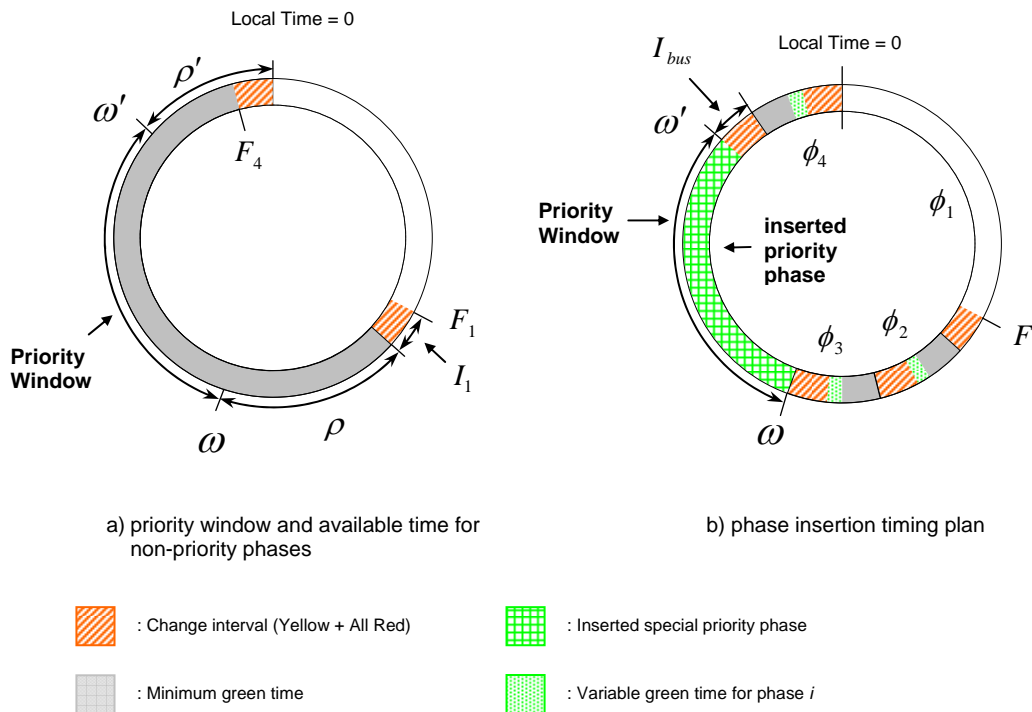 Local Time = 0
ρ′
ω′
F₄
F₁
I₁
Priority
Window
ω
ρ
a) priority window and available time for
non-priority phases
Local Time = 0
I bus
ω′
ϕ₄
ϕ₁
Priority
Window
inserted
priority
phase
F
ϕ₂
ϕ₃
ω
b) phase insertion timing plan
: Change interval (Yellow + All Red)
: Inserted special priority phase
: Minimum green time
: Variable green time for phase i